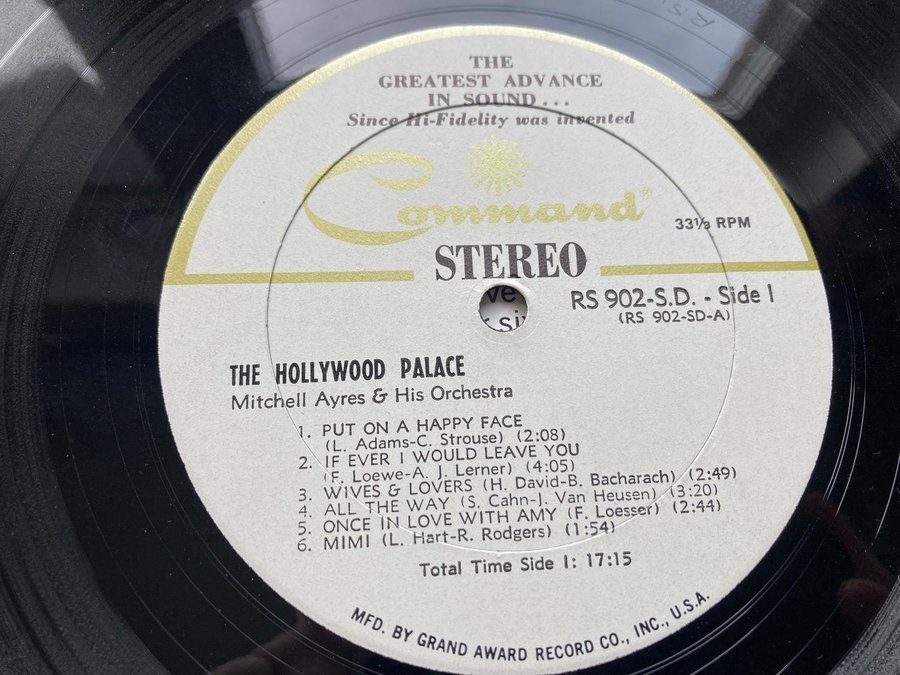 THE
GREATEST ADVANCE
IN SOUND...
Since Hi-Fidelity was invented
Command®
33⅓ RPM
STEREO
ve
si
RS 902-S.D. - Side 1
(RS 902-SD-A)
THE HOLLYWOOD PALACE
Mitchell Ayres & His Orchestra
1. PUT ON A HAPPY FACE
(L. Adams-C. Strouse) (2:08)
2. IF EVER I WOULD LEAVE YOU
(F. Loewe-A. J. Lerner) (4:05)
3. WIVES & LOVERS (H. David-B. Bacharach) (2:49)
4. ALL THE WAY (S. Cahn-J. Van Heusen) (3:20)
5. ONCE IN LOVE WITH AMY (F. Loesser) (2:44)
6. MIMI (L. Hart-R. Rodgers) (1:54)
Total Time Side 1: 17:15
MFD. BY GRAND AWARD RECORD CO., INC., U.S.A.